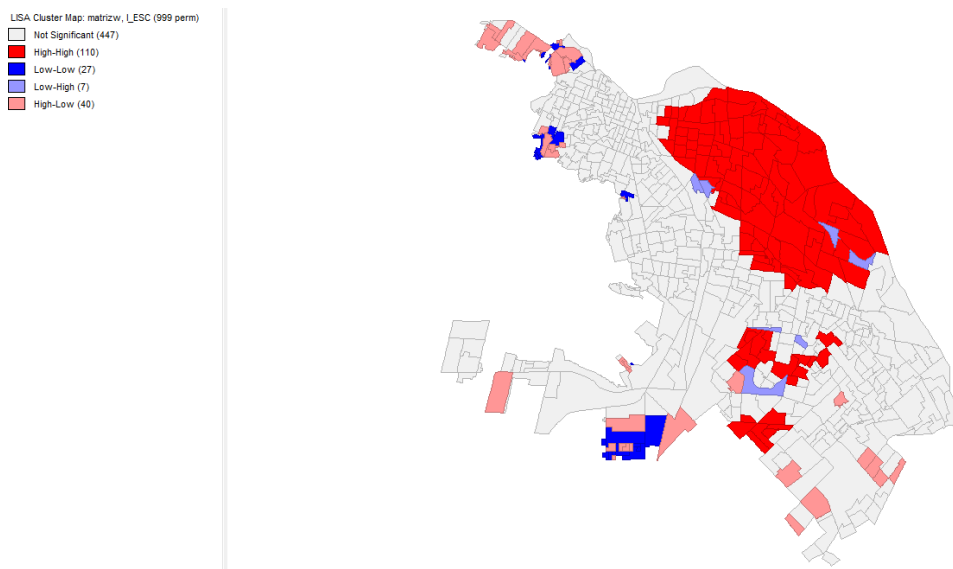 LISA Cluster Map: matrizw, I_ESC (999 perm)
Not Significant (447)
High-High (110)
Low-Low (27)
Low-High (7)
High-Low (40)